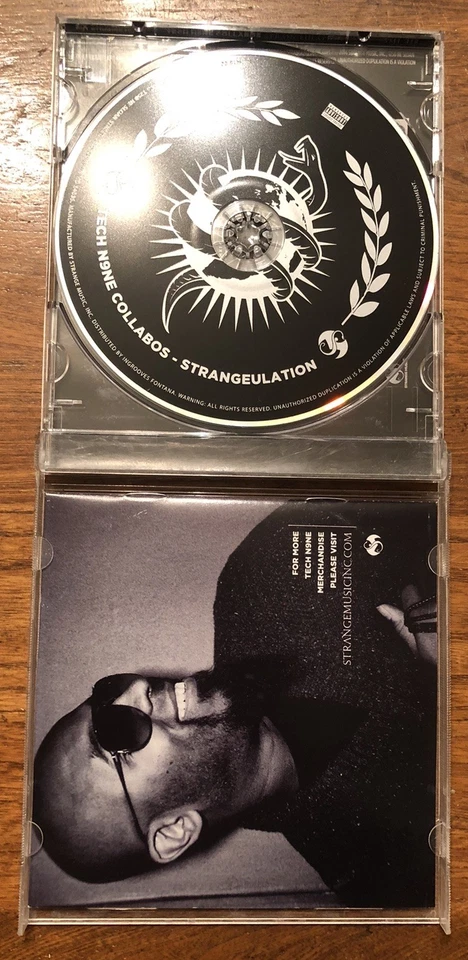 TECH N9NE COLLABOS - STRANGEULATION
MANUFACTURED BY STRANGE MUSIC, INC. DISTRIBUTED BY INGROOVES FONTANA. WARNING: ALL RIGHTS RESERVED. UNAUTHORIZED DUPLICATION IS A VIOLATION OF APPLICABLE LAWS AND SUBJECT TO CRIMINAL PUNISHMENT.
FOR MORE
TECH N9NE
MERCHANDISE
PLEASE VISIT
STRANGEMUSICINC.COM